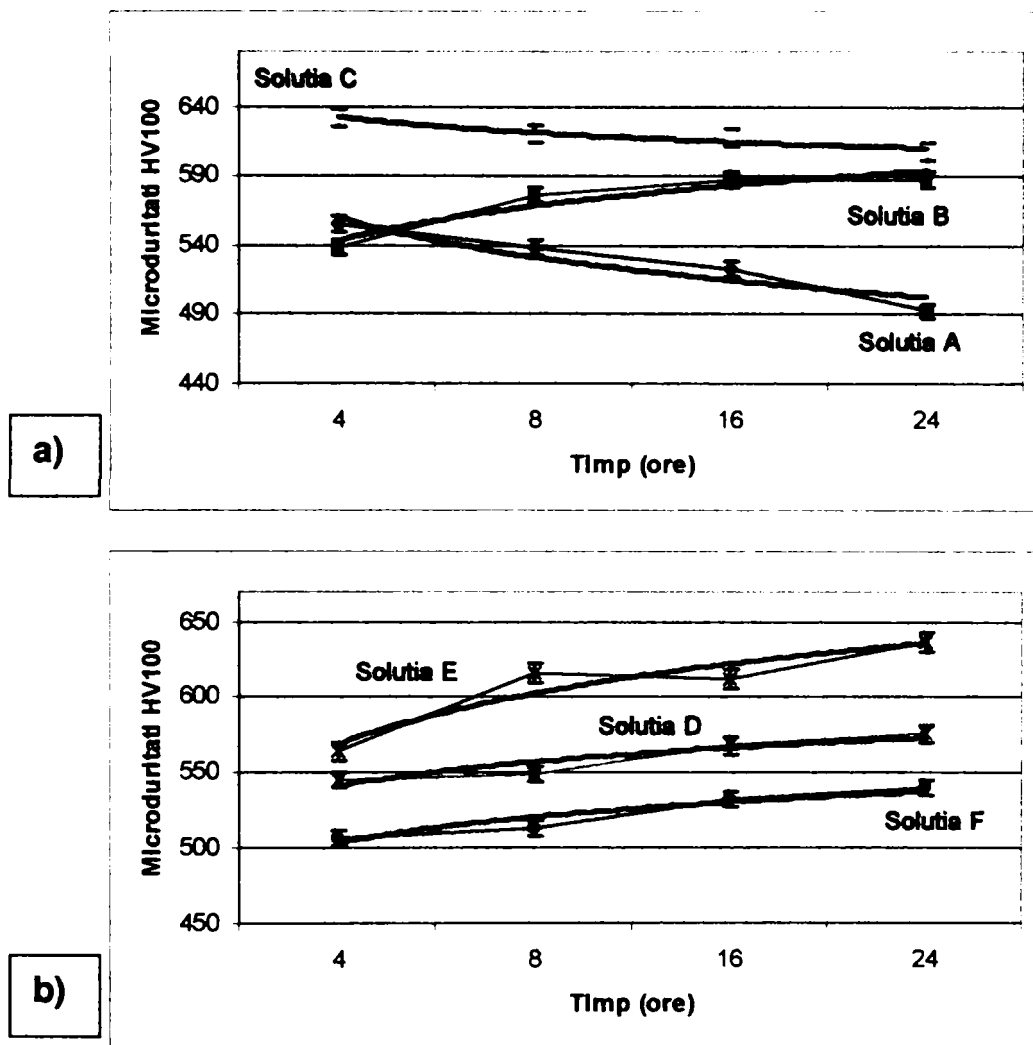 Solutia C
Microduritati HV100
640
590
540
490
440
Solutia B
Solutia A
4 8 16 24
Timp (ore)
a)
Microduritati HV100
650
600
550
500
450
Solutia E
Solutia D
Solutia F
4 8 16 24
Timp (ore)
b)